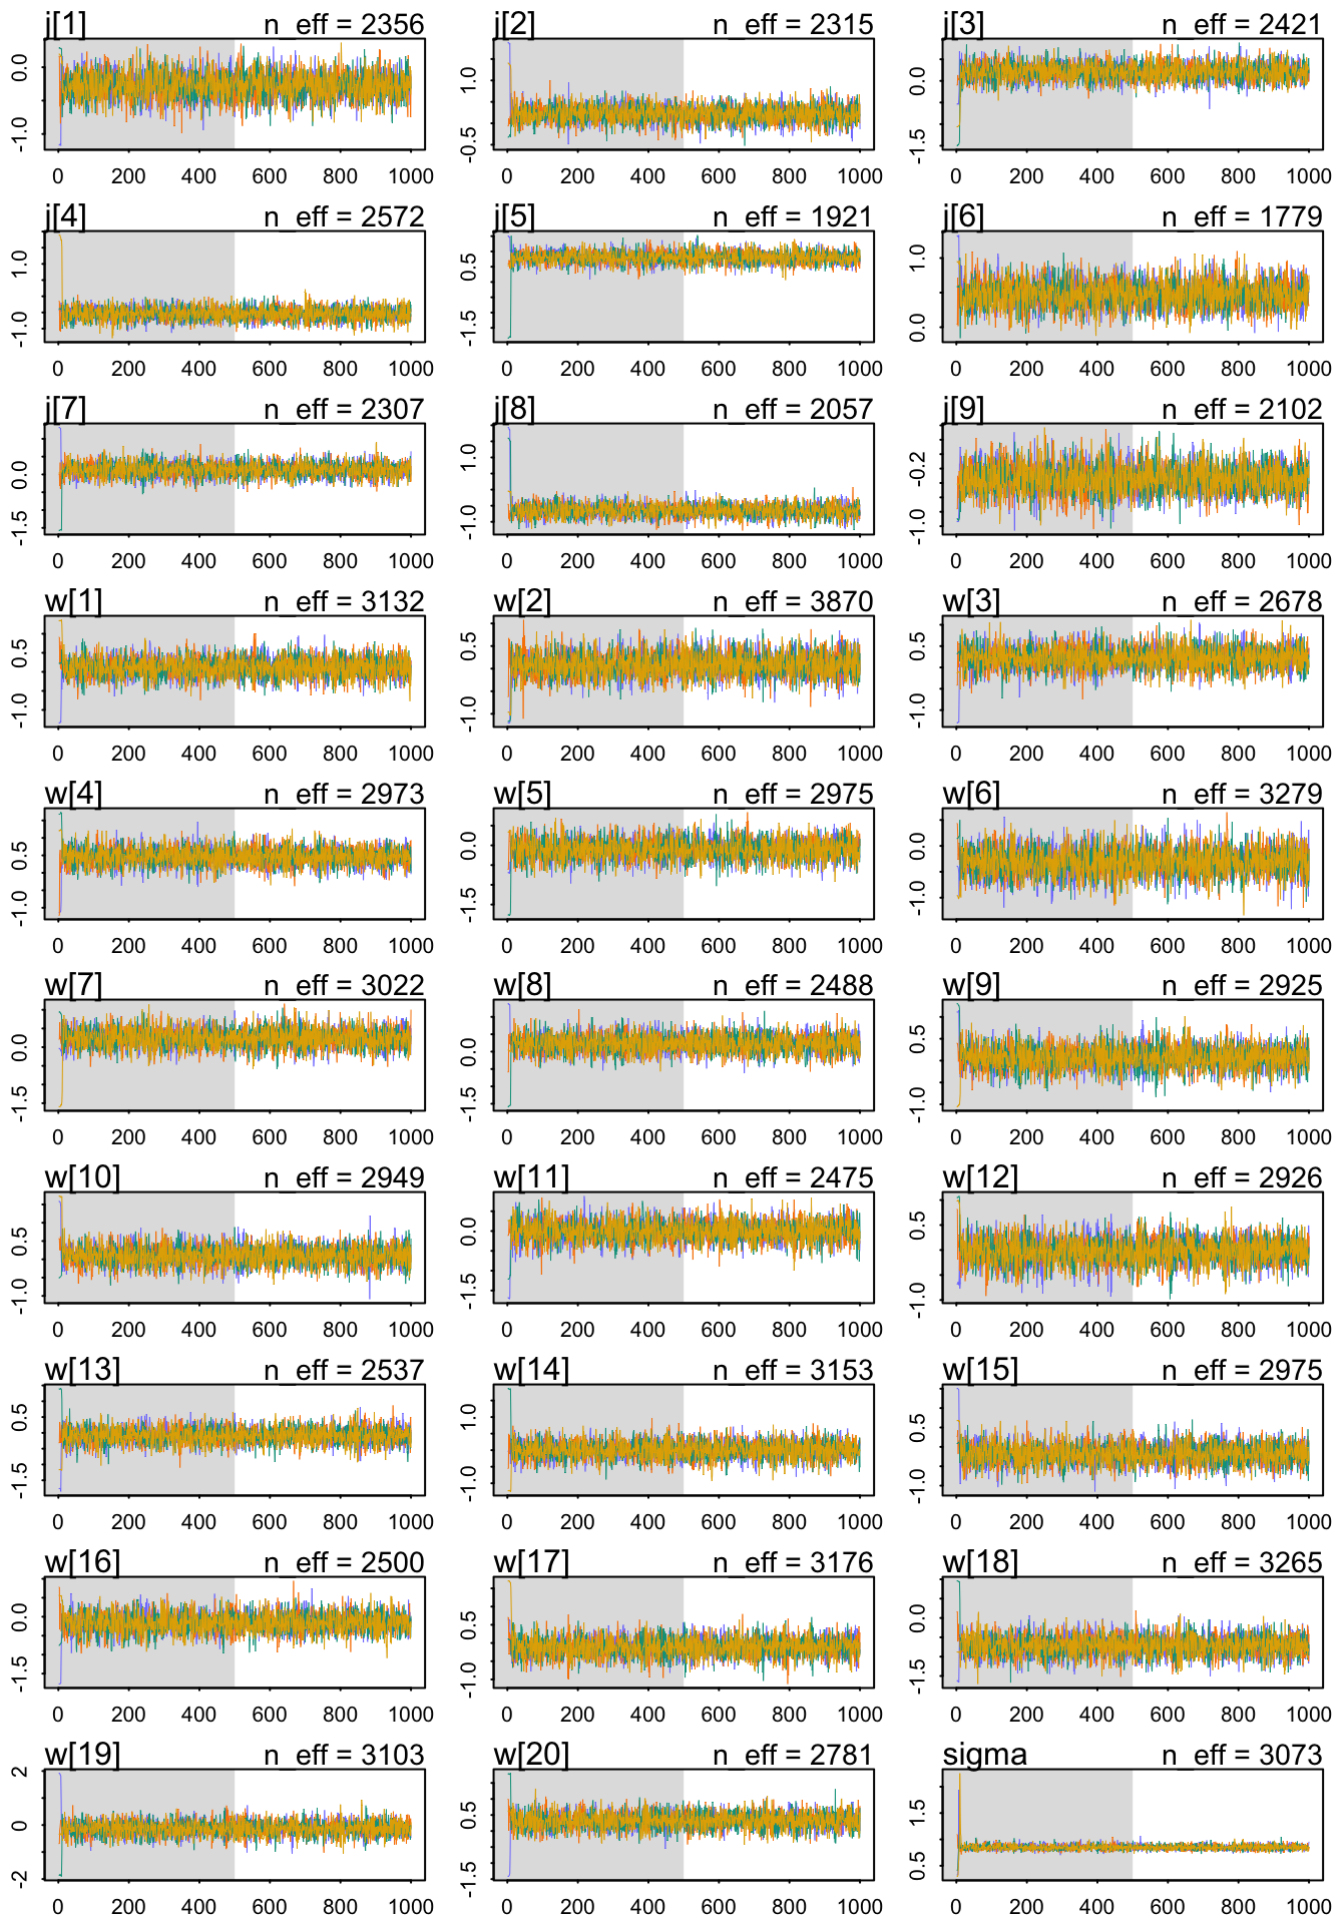 j[1] n_eff = 2356 j[2] n_eff = 2315 j[3] n_eff = 2421
0.0 -1.0 1.0 -0.5 0.0 -1.5
0 200 400 600 800 1000 0 200 400 600 800 1000 0 200 400 600 800 1000
j[4] n_eff = 2572 j[5] n_eff = 1921 j[6] n_eff = 1779
1.0 -1.0 0.5 -1.5 1.0 0.0
0 200 400 600 800 1000 0 200 400 600 800 1000 0 200 400 600 800 1000
j[7] n_eff = 2307 j[8] n_eff = 2057 j[9] n_eff = 2102
0.0 -1.5 1.0 -1.0 -0.2 -1.0
0 200 400 600 800 1000 0 200 400 600 800 1000 0 200 400 600 800 1000
w[1] n_eff = 3132 w[2] n_eff = 3870 w[3] n_eff = 2678
0.5 -1.0 0.5 -1.0 0.5 -1.0
0 200 400 600 800 1000 0 200 400 600 800 1000 0 200 400 600 800 1000
w[4] n_eff = 2973 w[5] n_eff = 2975 w[6] n_eff = 3279
0.5 -1.0 0.0 -1.5 0.0 -1.0
0 200 400 600 800 1000 0 200 400 600 800 1000 0 200 400 600 800 1000
w[7] n_eff = 3022 w[8] n_eff = 2488 w[9] n_eff = 2925
0.0 -1.5 0.0 -1.5 0.5 -1.0
0 200 400 600 800 1000 0 200 400 600 800 1000 0 200 400 600 800 1000
w[10] n_eff = 2949 w[11] n_eff = 2475 w[12] n_eff = 2926
0.5 -1.0 0.0 -1.5 0.5 -1.0
0 200 400 600 800 1000 0 200 400 600 800 1000 0 200 400 600 800 1000
w[13] n_eff = 2537 w[14] n_eff = 3153 w[15] n_eff = 2975
0.5 -1.5 1.0 -1.0 0.5 -1.0
0 200 400 600 800 1000 0 200 400 600 800 1000 0 200 400 600 800 1000
w[16] n_eff = 2500 w[17] n_eff = 3176 w[18] n_eff = 3265
0.0 -1.5 0.5 -1.0 0.0 -1.5
0 200 400 600 800 1000 0 200 400 600 800 1000 0 200 400 600 800 1000
w[19] n_eff = 3103 w[20] n_eff = 2781 sigma n_eff = 3073
2 0 -2 0.5 -1.5 1.5 0.5
0 200 400 600 800 1000 0 200 400 600 800 1000 0 200 400 600 800 1000